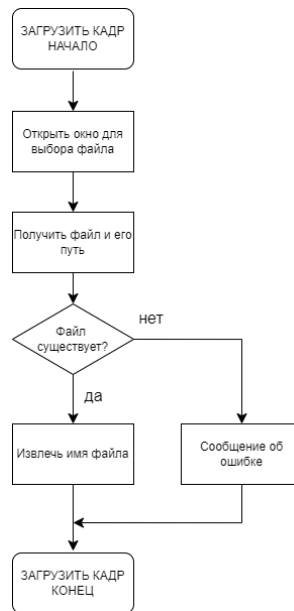 ЗАГРУЗИТЬ КАДР
НАЧАЛО
Открыть окно для
выбора файла
Получить файл и его
путь
Файл
существует?
нет
да
Извлечь имя файла
Сообщение об
ошибке
ЗАГРУЗИТЬ КАДР
КОНЕЦ